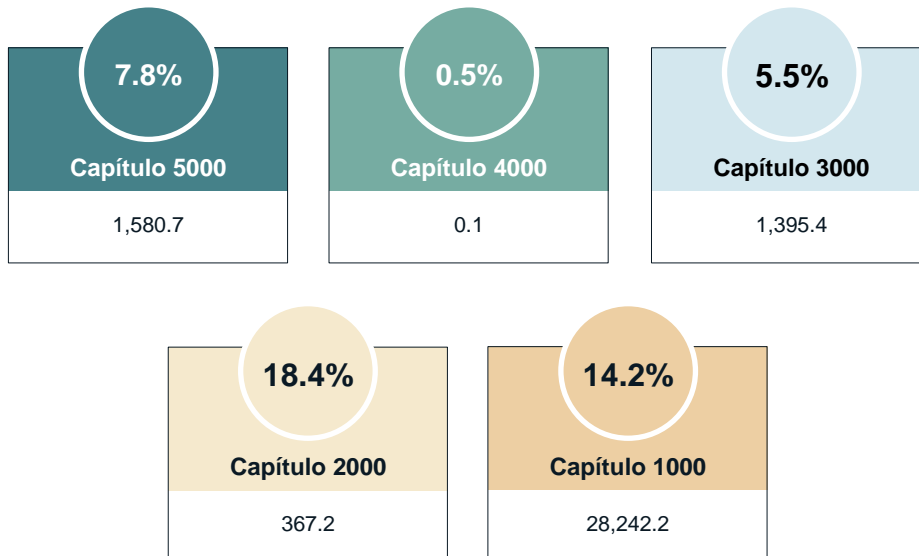 7.8%
Capítulo 5000
1,580.7
0.5%
Capítulo 4000
0.1
5.5%
Capítulo 3000
1,395.4
18.4%
Capítulo 2000
367.2
14.2%
Capítulo 1000
28,242.2